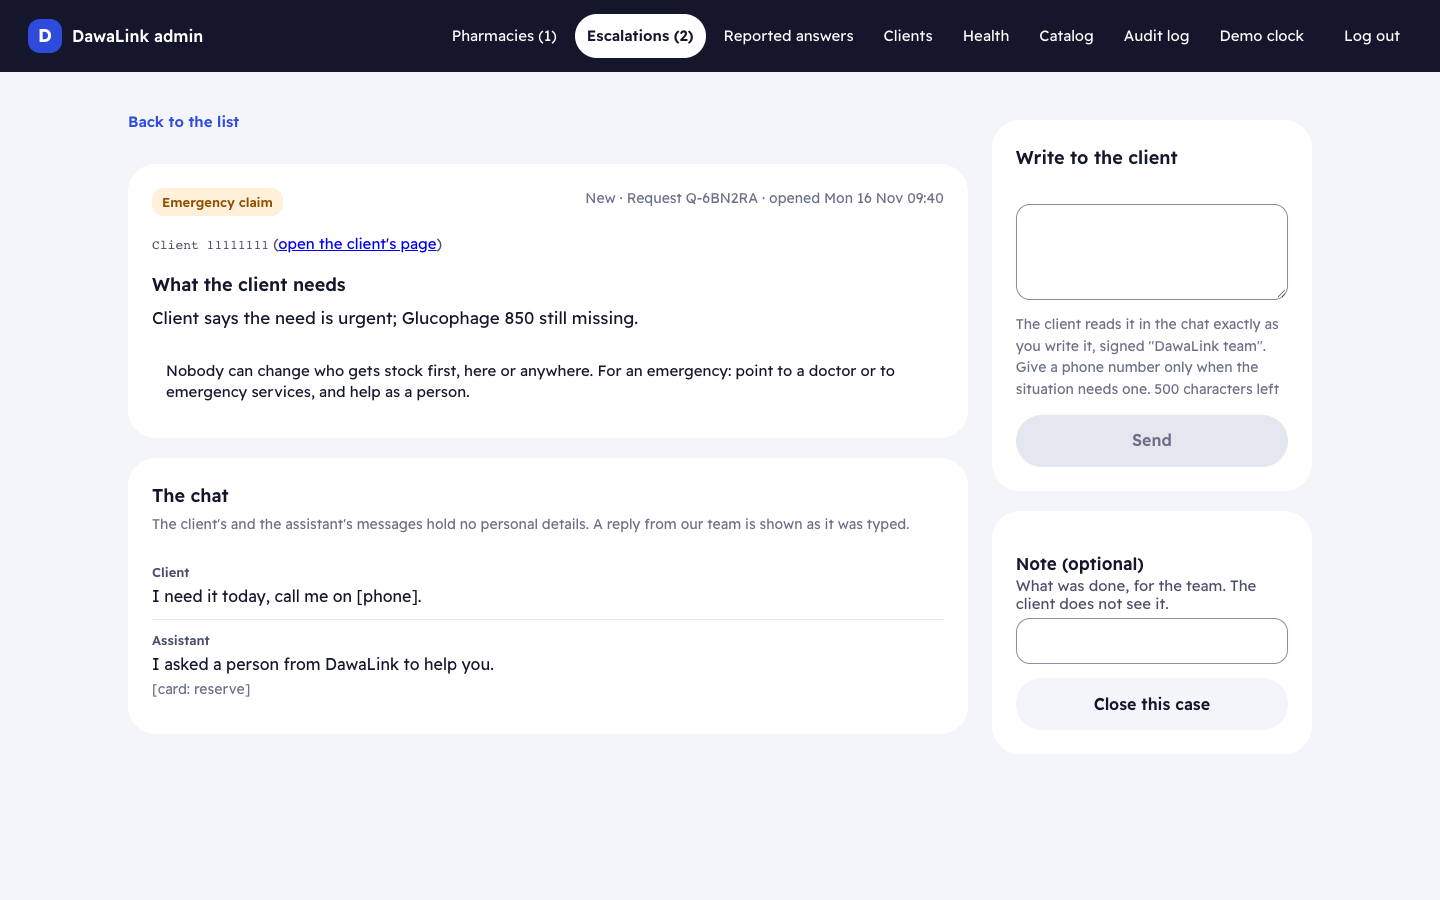 D DawaLink admin Pharmacies (1) Escalations (2) Reported answers Clients Health Catalog Audit log Demo clock Log out
Back to the list
Emergency claim
New · Request Q-6BN2RA · opened Mon 16 Nov 09:40
Client 11111111 (open the client's page)
What the client needs
Client says the need is urgent; Glucophage 850 still missing.
Nobody can change who gets stock first, here or anywhere. For an emergency: point to a doctor or to
emergency services, and help as a person.
The chat
The client's and the assistant's messages hold no personal details. A reply from our team is shown as it was typed.
Client
I need it today, call me on [phone].
Assistant
I asked a person from DawaLink to help you.
[card: reserve]
Write to the client
The client reads it in the chat exactly as
you write it, signed "DawaLink team".
Give a phone number only when the
situation needs one. 500 characters left
Send
Note (optional)
What was done, for the team. The
client does not see it.
Close this case